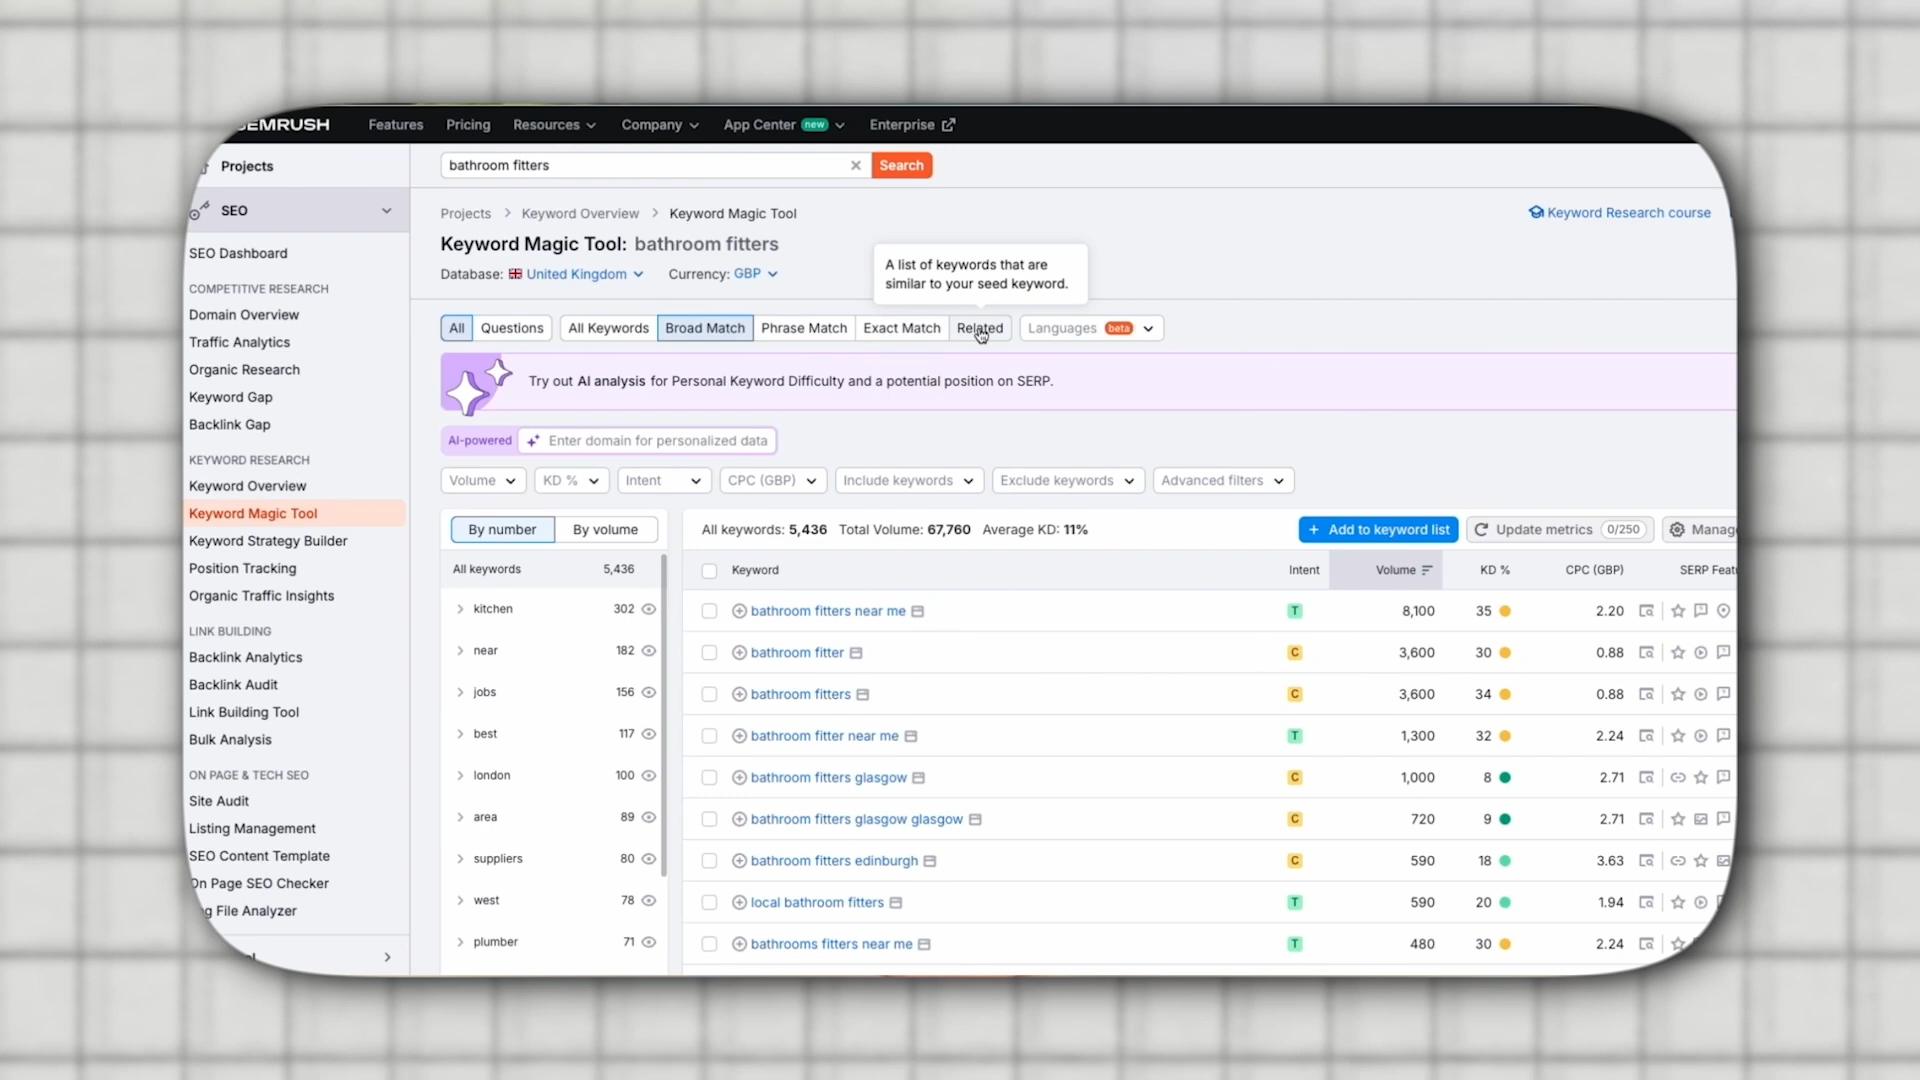 SEMRUSH Features Pricing Resources Company App Center new Enterprise
Projects
bathroom fitters Search
SEO
Projects > Keyword Overview > Keyword Magic Tool
Keyword Research course
Keyword Magic Tool: bathroom fitters
Database: United Kingdom Currency: GBP
A list of keywords that are
similar to your seed keyword.
All Questions All Keywords Broad Match Phrase Match Exact Match Related Languages beta
Try out AI analysis for Personal Keyword Difficulty and a potential position on SERP.
AI-powered Enter domain for personalized data
Volume KD % Intent CPC (GBP) Include keywords Exclude keywords Advanced filters
SEO Dashboard
COMPETITIVE RESEARCH
Domain Overview
Traffic Analytics
Organic Research
Keyword Gap
Backlink Gap
KEYWORD RESEARCH
Keyword Overview
Keyword Magic Tool
Keyword Strategy Builder
Position Tracking
Organic Traffic Insights
LINK BUILDING
Backlink Analytics
Backlink Audit
Link Building Tool
Bulk Analysis
ON PAGE & TECH SEO
Site Audit
Listing Management
SEO Content Template
On Page SEO Checker
File Analyzer
By number By volume
All keywords 5,436
kitchen 302
near 182
jobs 156
best 117
london 100
area 89
suppliers 80
west 78
plumber 71
All keywords: 5,436 Total Volume: 67,760 Average KD: 11% + Add to keyword list Update metrics 0/250 Manag
Keyword Intent Volume KD % CPC (GBP) SERP Feat
bathroom fitters near me T 8,100 35 2.20
bathroom fitter C 3,600 30 0.88
bathroom fitters C 3,600 34 0.88
bathroom fitter near me T 1,300 32 2.24
bathroom fitters glasgow C 1,000 8 2.71
bathroom fitters glasgow glasgow C 720 9 2.71
bathroom fitters edinburgh C 590 18 3.63
local bathroom fitters T 590 20 1.94
bathrooms fitters near me T 480 30 2.24